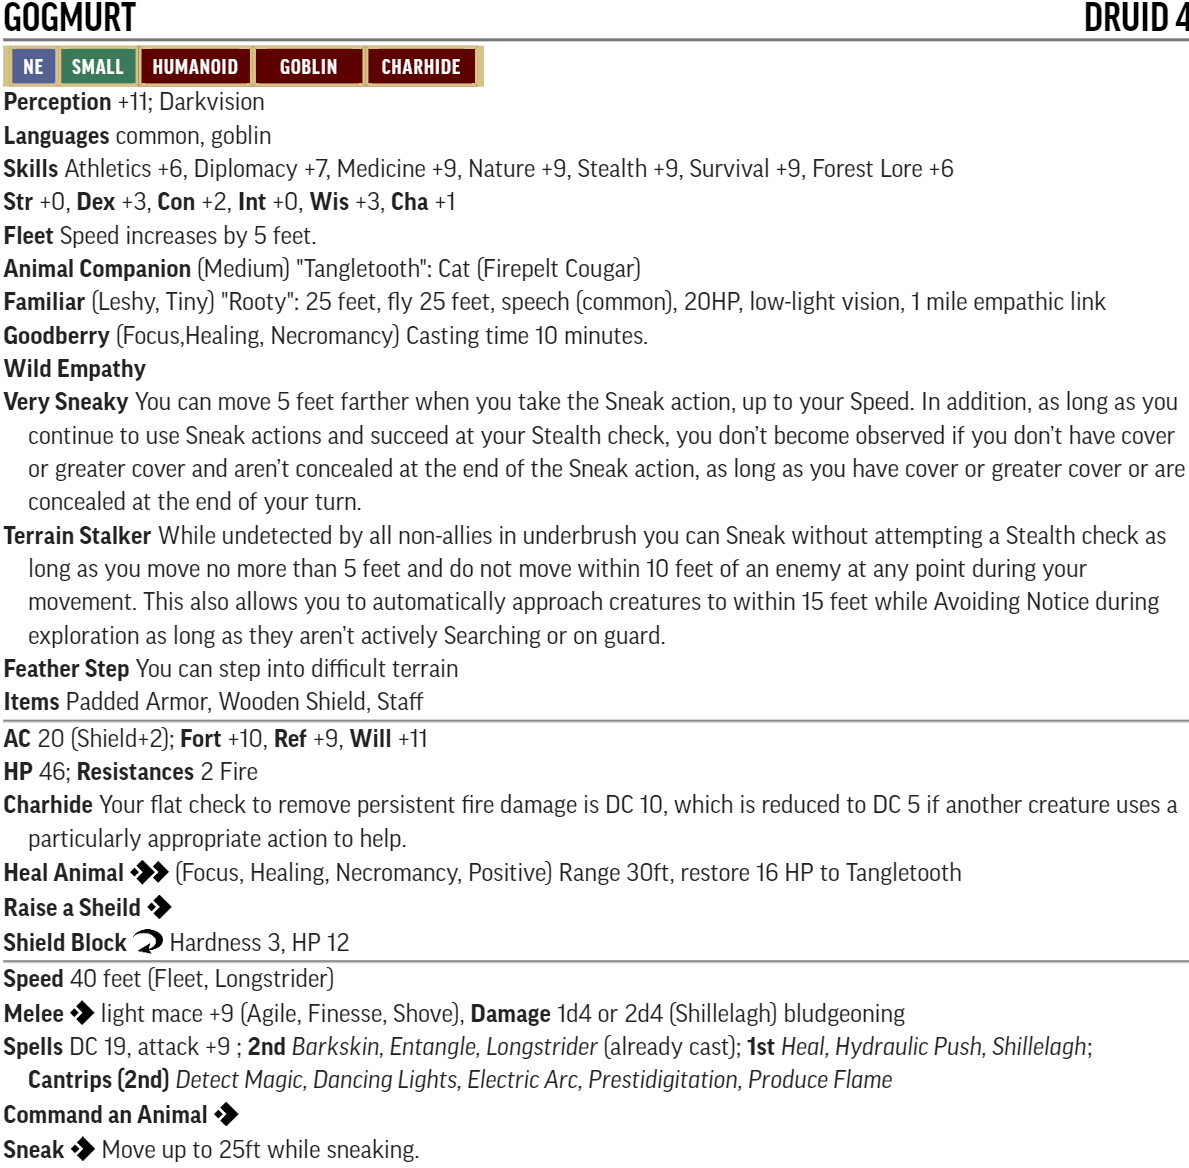 GOGMURT DRUID 4
NE SMALL HUMANOID GOBLIN CHARHIDE
Perception +11; Darkvision
Languages common, goblin
Skills Athletics +6, Diplomacy +7, Medicine +9, Nature +9, Stealth +9, Survival +9, Forest Lore +6
Str +0, Dex +3, Con +2, Int +0, Wis +3, Cha +1
Fleet Speed increases by 5 feet.
Animal Companion (Medium) "Tangletooth": Cat (Firepelt Cougar)
Familiar (Leshy, Tiny) "Rooty": 25 feet, fly 25 feet, speech (common), 20HP, low-light vision, 1 mile empathic link
Goodberry (Focus,Healing, Necromancy) Casting time 10 minutes.
Wild Empathy
Very Sneaky You can move 5 feet farther when you take the Sneak action, up to your Speed. In addition, as long as you
continue to use Sneak actions and succeed at your Stealth check, you don’t become observed if you don’t have cover
or greater cover and aren’t concealed at the end of the Sneak action, as long as you have cover or greater cover or are
concealed at the end of your turn.
Terrain Stalker While undetected by all non-allies in underbrush you can Sneak without attempting a Stealth check as
long as you move no more than 5 feet and do not move within 10 feet of an enemy at any point during your
movement. This also allows you to automatically approach creatures to within 15 feet while Avoiding Notice during
exploration as long as they aren’t actively Searching or on guard.
Feather Step You can step into difficult terrain
Items Padded Armor, Wooden Shield, Staff
AC 20 (Shield+2); Fort +10, Ref +9, Will +11
HP 46; Resistances 2 Fire
Charhide Your flat check to remove persistent fire damage is DC 10, which is reduced to DC 5 if another creature uses a
particularly appropriate action to help.
Heal Animal (Focus, Healing, Necromancy, Positive) Range 30ft, restore 16 HP to Tangletooth
Raise a Sheild
Shield Block Hardness 3, HP 12
Speed 40 feet (Fleet, Longstrider)
Melee light mace +9 (Agile, Finesse, Shove), Damage 1d4 or 2d4 (Shillelagh) bludgeoning
Spells DC 19, attack +9 ; 2nd Barkskin, Entangle, Longstrider (already cast); 1st Heal, Hydraulic Push, Shillelagh;
Cantrips (2nd) Detect Magic, Dancing Lights, Electric Arc, Prestidigitation, Produce Flame
Command an Animal
Sneak Move up to 25ft while sneaking.